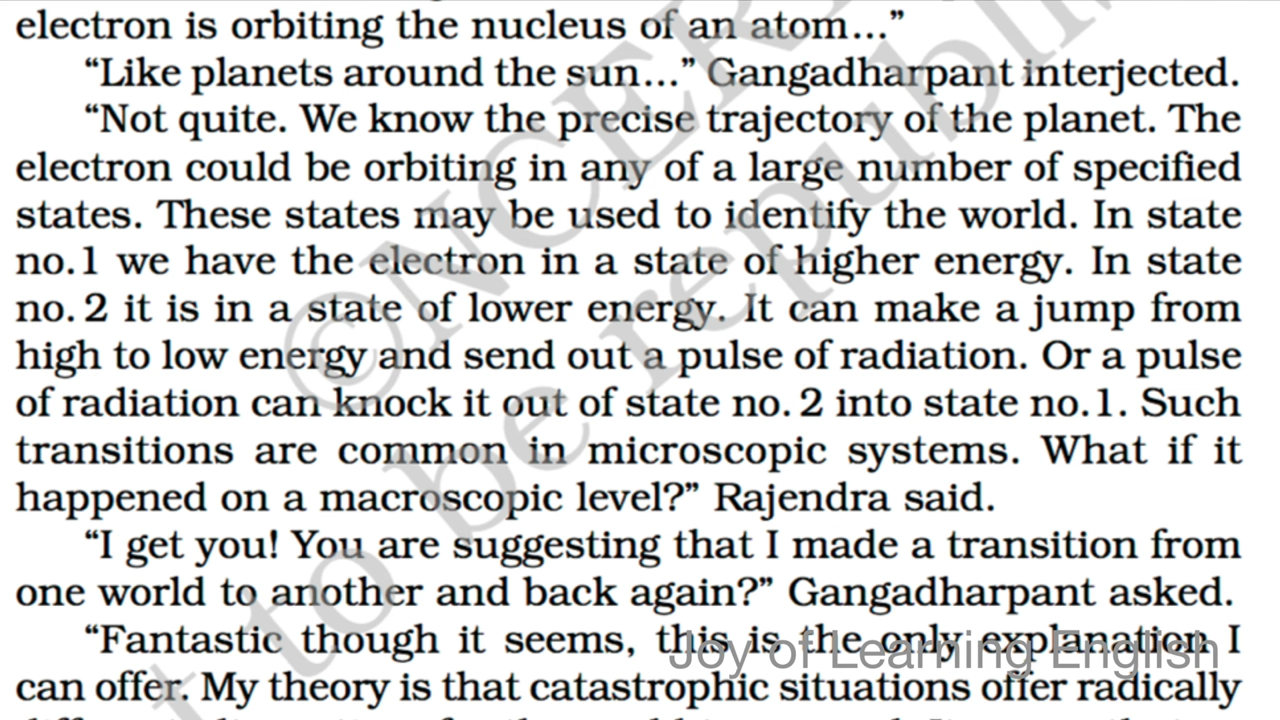 electron is orbiting the nucleus of an atom...”
“Like planets around the sun...” Gangadharpant interjected.
“Not quite. We know the precise trajectory of the planet. The
electron could be orbiting in any of a large number of specified
states. These states may be used to identify the world. In state
no.1 we have the electron in a state of higher energy. In state
no. 2 it is in a state of lower energy. It can make a jump from
high to low energy and send out a pulse of radiation. Or a pulse
of radiation can knock it out of state no. 2 into state no.1. Such
transitions are common in microscopic systems. What if it
happened on a macroscopic level?” Rajendra said.
“I get you! You are suggesting that I made a transition from
one world to another and back again?” Gangadharpant asked.
“Fantastic though it seems, this is the only explanation I
can offer. My theory is that catastrophic situations offer radically
Joy of Learning English
©NCER
t to be republi